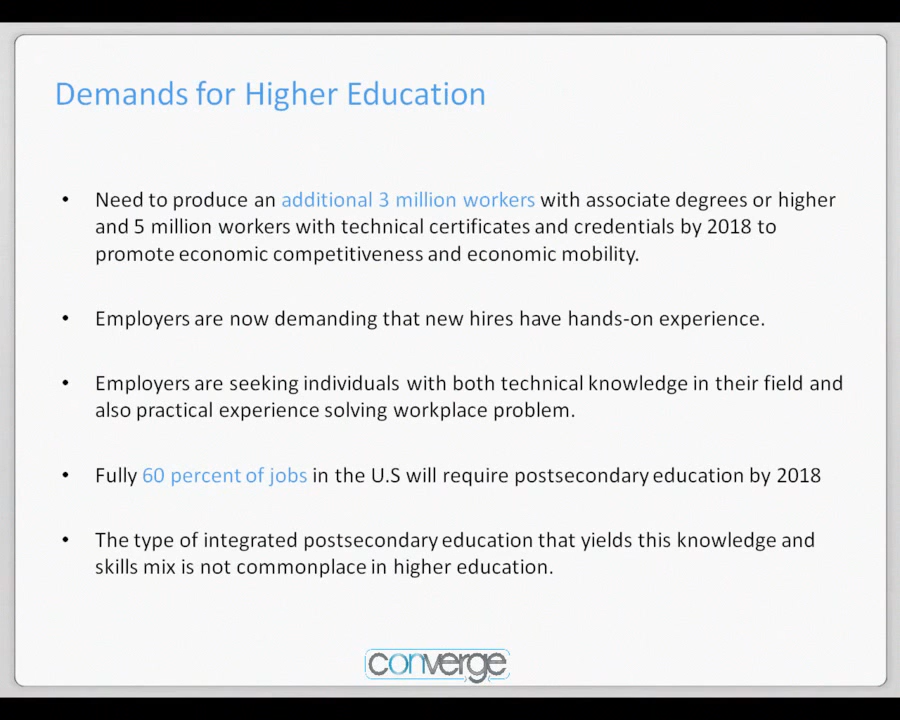 Demands for Higher Education
• Need to produce an additional 3 million workers with associate degrees or higher
and 5 million workers with technical certificates and credentials by 2018 to
promote economic competitiveness and economic mobility.
• Employers are now demanding that new hires have hands-on experience.
• Employers are seeking individuals with both technical knowledge in their field and
also practical experience solving workplace problem.
• Fully 60 percent of jobs in the U.S will require postsecondary education by 2018
• The type of integrated postsecondary education that yields this knowledge and
skills mix is not commonplace in higher education.
converge